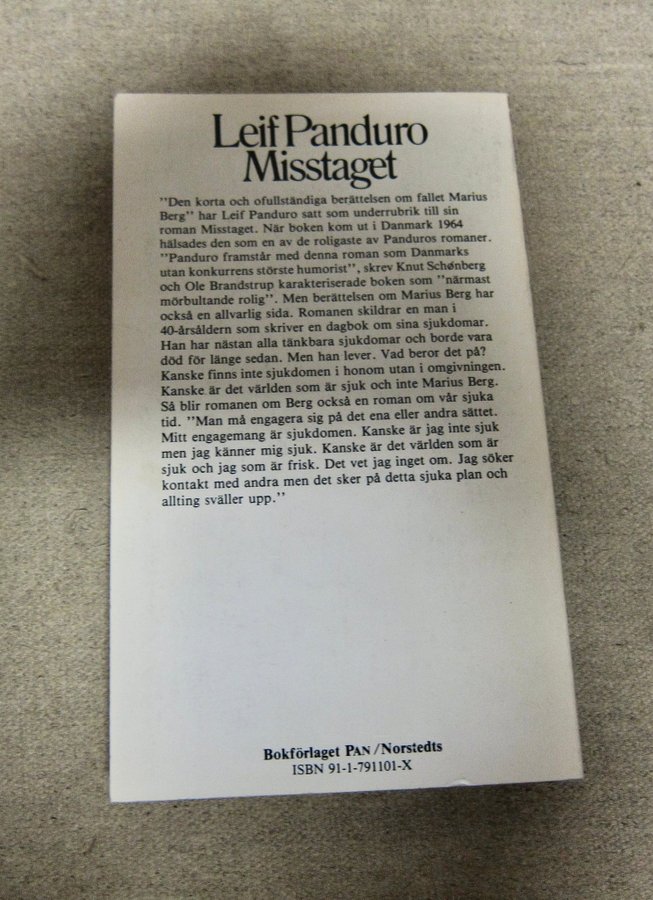 Leif Panduro
Misstaget
''Den korta och ofullständiga berättelsen om fallet Marius
Berg'' har Leif Panduro satt som underrubrik till sin
roman Misstaget. När boken kom ut i Danmark 1964
hälsades den som en av de roligaste av Panduros romaner.
''Panduro framstår med denna roman som Danmarks
utan konkurrens störste humorist'', skrev Knut Schønberg
och Ole Brandstrup karakteriserade boken som ''närmast
mörbultande rolig''. Men berättelsen om Marius Berg har
också en allvarlig sida. Romanen skildrar en man i
40-årsåldern som skriver en dagbok om sina sjukdomar.
Han har nästan alla tänkbara sjukdomar och borde vara
död för länge sedan. Men han lever. Vad beror det på?
Kanske finns inte sjukdomen i honom utan i omgivningen.
Kanske är det världen som är sjuk och inte Marius Berg.
Så blir romanen om Berg också en roman om vår sjuka
tid. ''Man må engagera sig på det ena eller andra sättet.
Mitt engagemang är sjukdomen. Kanske är jag inte sjuk
men jag känner mig sjuk. Kanske är det världen som är
sjuk och jag som är frisk. Det vet jag inget om. Jag söker
kontakt med andra men det sker på detta sjuka plan och
allting sväller upp.''
Bokförlaget PAN/Norstedts
ISBN 91-1-791101-X